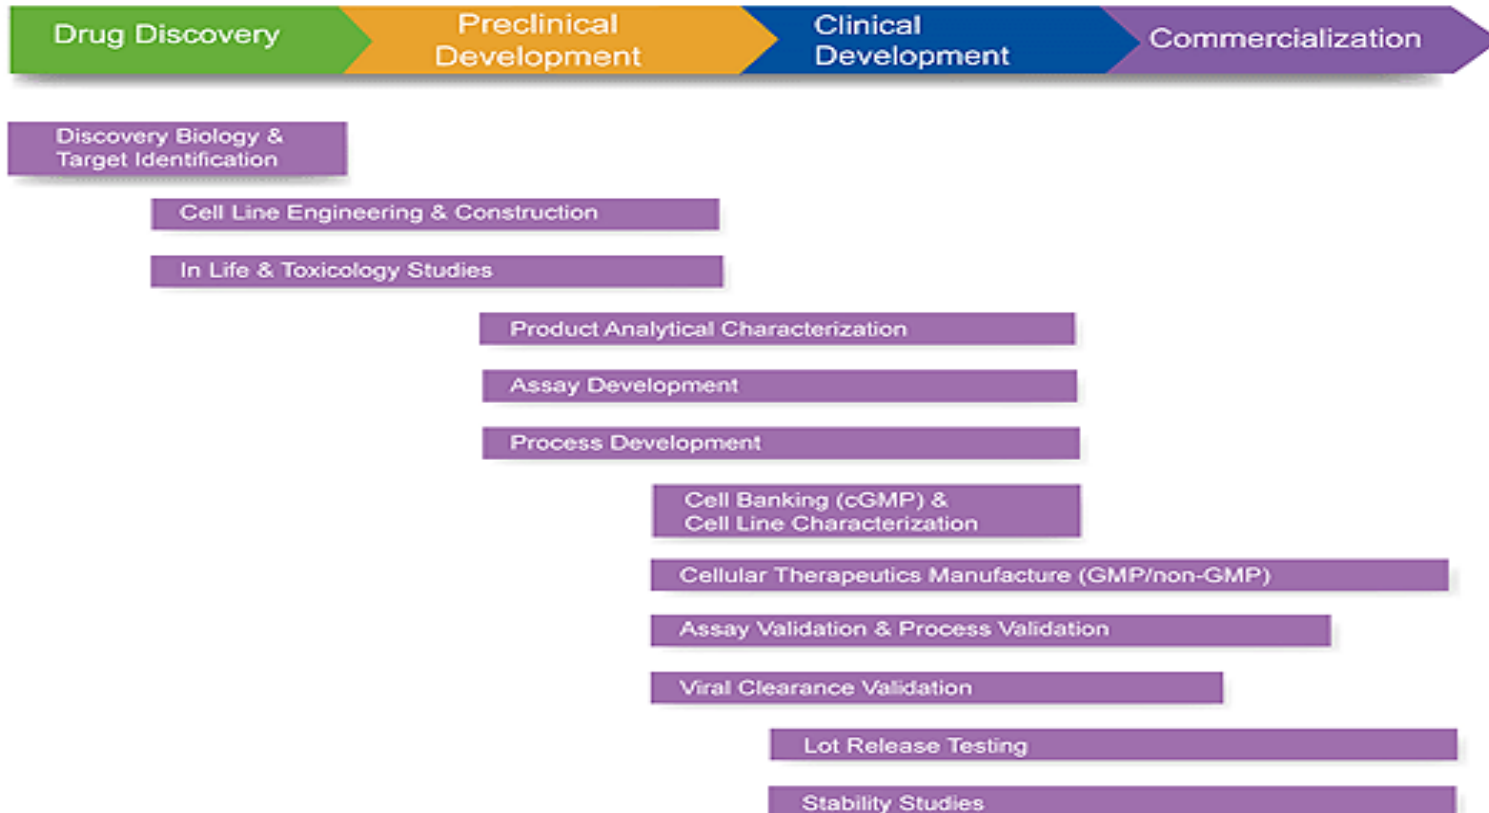 Drug Discovery
Preclinical
Development
Clinical
Development
Commercialization
Discovery Biology &
Target Identification
Cell Line Engineering & Construction
In Life & Toxicology Studies
Product Analytical Characterization
Assay Development
Process Development
Cell Banking (cGMP) &
Cell Line Characterization
Cellular Therapeutics Manufacture (GMP/non-GMP)
Assay Validation & Process Validation
Viral Clearance Validation
Lot Release Testing
Stability Studies